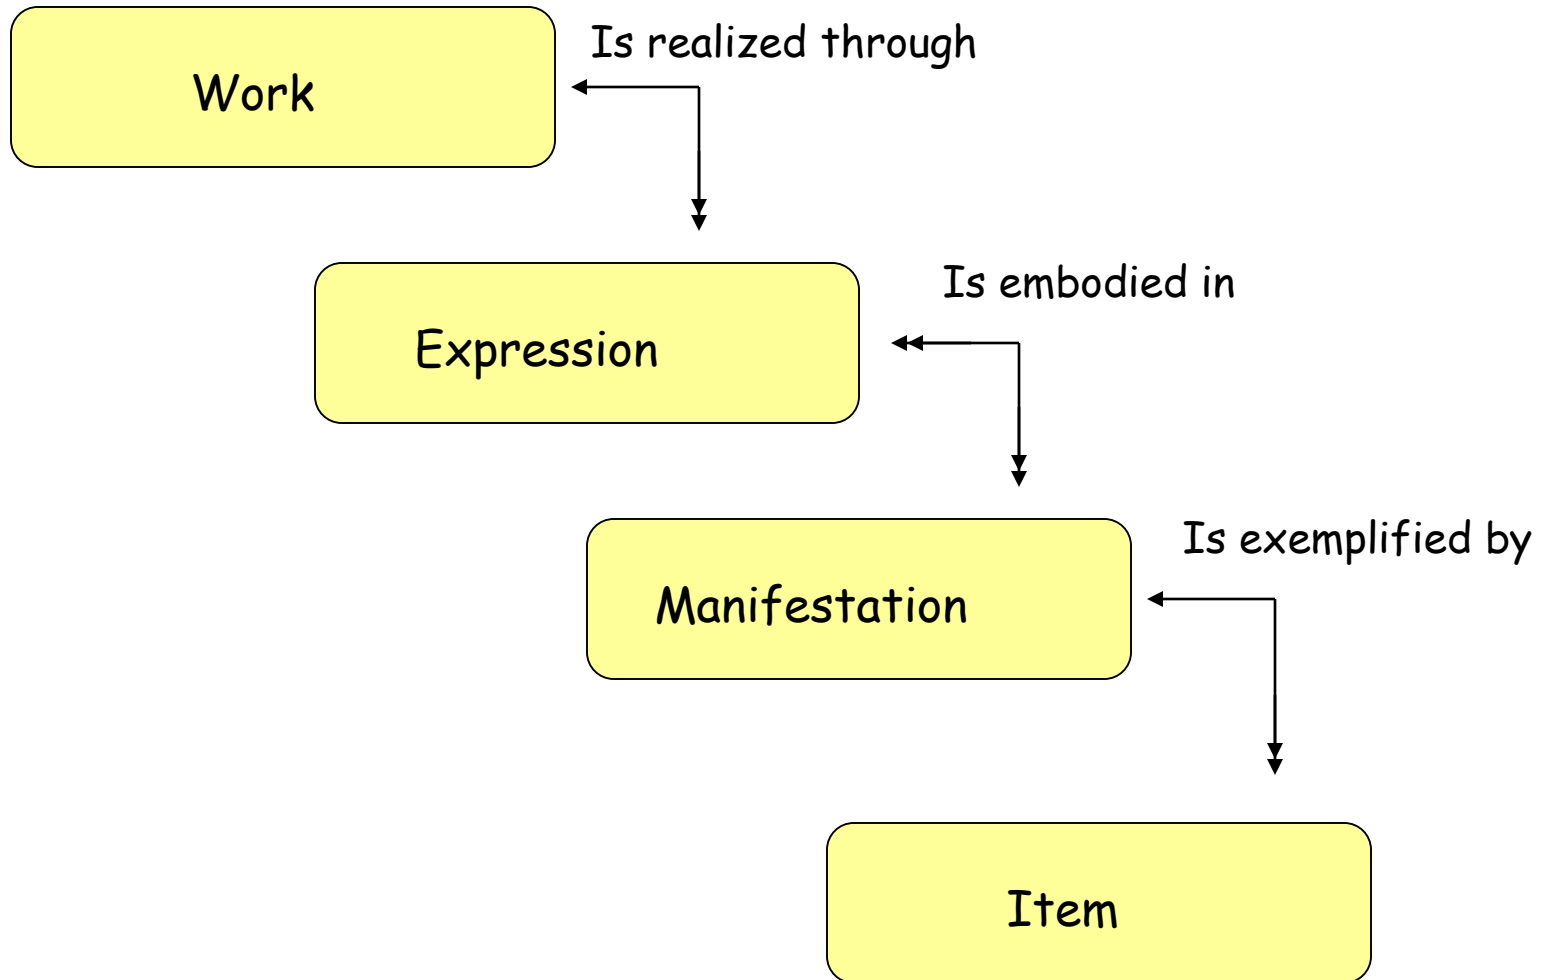 Is realized through
Work
Is embodied in
Expression
Is exemplified by
Manifestation
Item